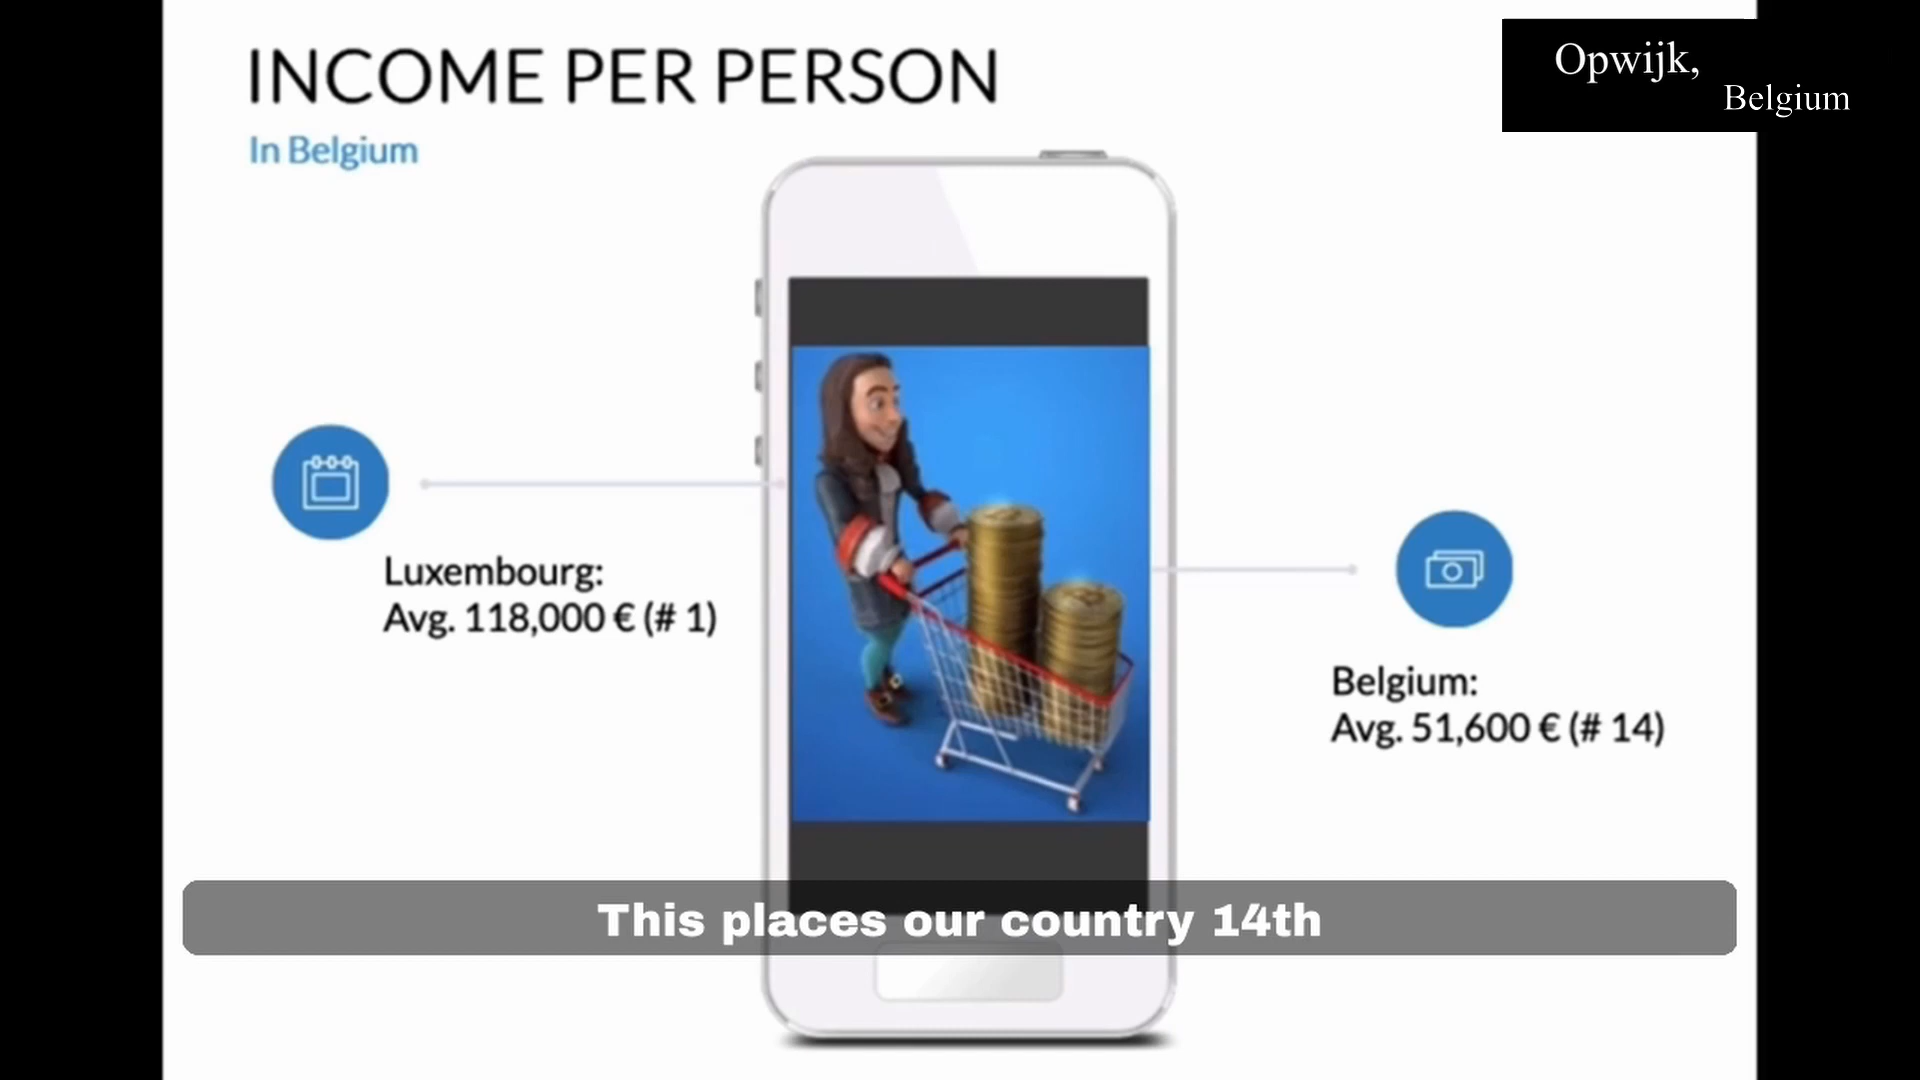 INCOME PER PERSON
In Belgium
Opwijk,
Belgium
Luxembourg:
Avg. 118,000 € (# 1)
Belgium:
Avg. 51,600 € (# 14)
This places our country 14th